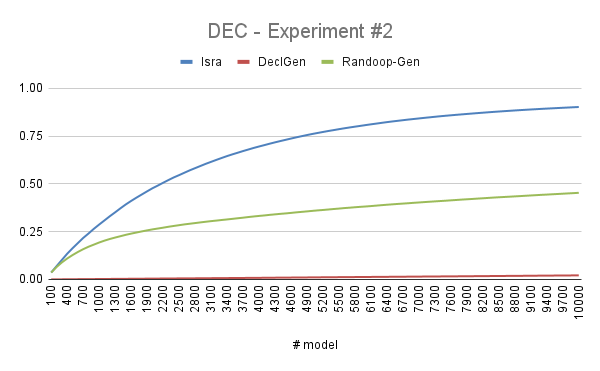 DEC - Experiment #2
Isra DeclGen Randoop-Gen
1.00
0.75
0.50
0.25
0.00
100 400 700 1000 1300 1600 1900 2200 2500 2800 3100 3400 3700 4000 4300 4600 4900 5200 5500 5800 6100 6400 6700 7000 7300 7600 7900 8200 8500 8800 9100 9400 9700 10000
# model